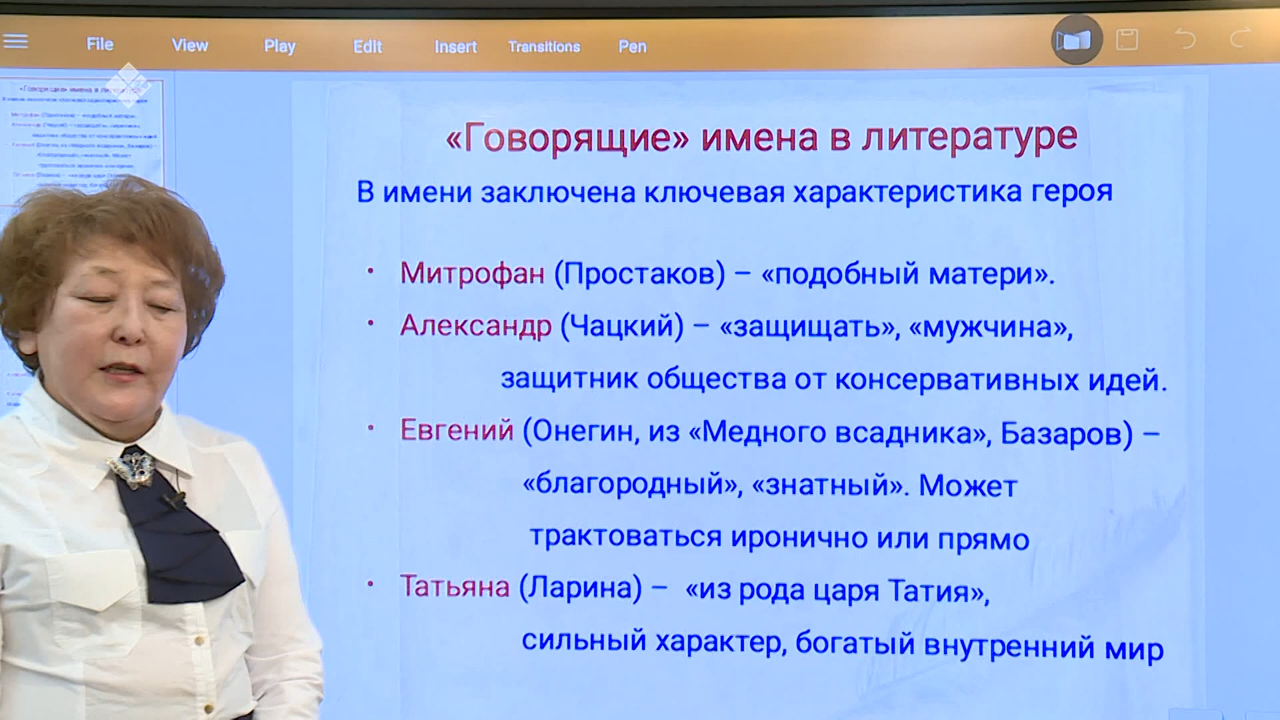 File View Play Edit Insert Transitions Pen
«Говорящие» имена в литературе
В имени заключена ключевая характеристика героя
• Митрофан (Простаков) – «подобный матери».
• Александр (Чацкий) – «защищать», «мужчина»,
защитник общества от консервативных идей.
• Евгений (Онегин, из «Медного всадника», Базаров) –
«благородный», «знатный». Может
трактоваться иронично или прямо
• Татьяна (Ларина) – «из рода царя Татия»,
сильный характер, богатый внутренний мир